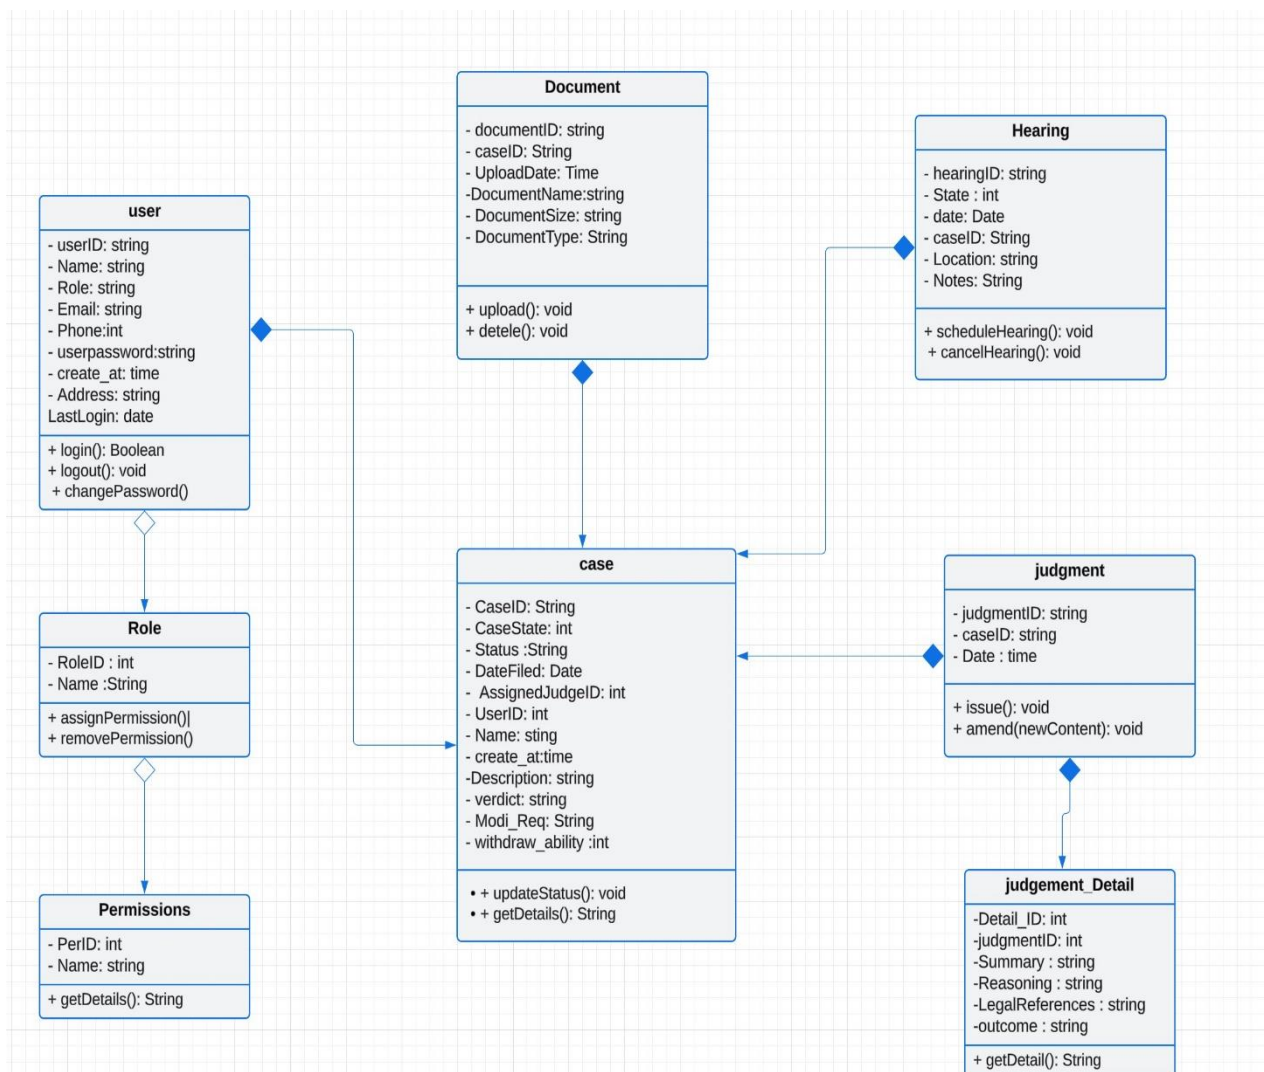 Document
- documentID: string
- caseID: String
- UploadDate: Time
-DocumentName:string
- DocumentSize: string
- DocumentType: String
+ upload(): void
+ detele(): void
Hearing
- hearingID: string
- State : int
- date: Date
- caseID: String
- Location: string
- Notes: String
+ scheduleHearing(): void
+ cancelHearing(): void
user
- userID: string
- Name: string
- Role: string
- Email: string
- Phone:int
- userpassword:string
- create_at: time
- Address: string
LastLogin: date
+ login(): Boolean
+ logout(): void
+ changePassword()
case
- CaseID: String
- CaseState: int
- Status :String
- DateFiled: Date
- AssignedJudgeID: int
- UserID: int
- Name: sting
- create_at:time
-Description: string
- verdict: string
- Modi_Req: String
- withdraw_ability :int
• + updateStatus(): void
• + getDetails(): String
judgment
- judgmentID: string
- caseID: string
- Date : time
+ issue(): void
+ amend(newContent): void
Role
- RoleID : int
- Name :String
+ assignPermission()|
+ removePermission()
Permissions
- PerID: int
- Name: string
+ getDetails(): String
judgement_Detail
-Detail_ID: int
-judgmentID: int
-Summary : string
-Reasoning : string
-LegalReferences : string
-outcome : string
+ getDetail(): String